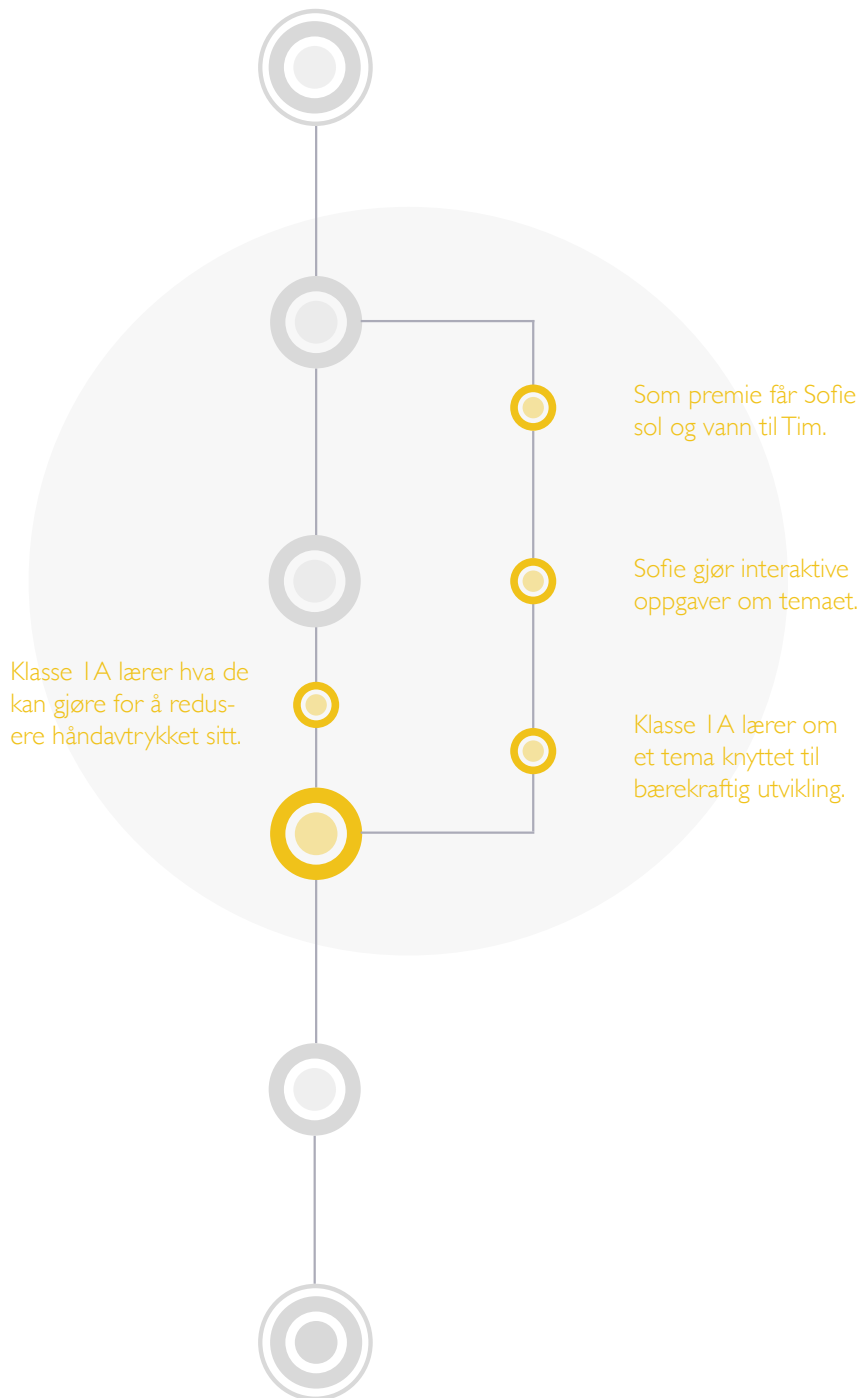 Som premie får Sofie
sol og vann til Tim.
Sofie gjør interaktive
oppgaver om temaet.
Klasse 1A lærer hva de
kan gjøre for å redus-
ere håndavtrykket sitt.
Klasse 1A lærer om
et tema knyttet til
bærekraftig utvikling.